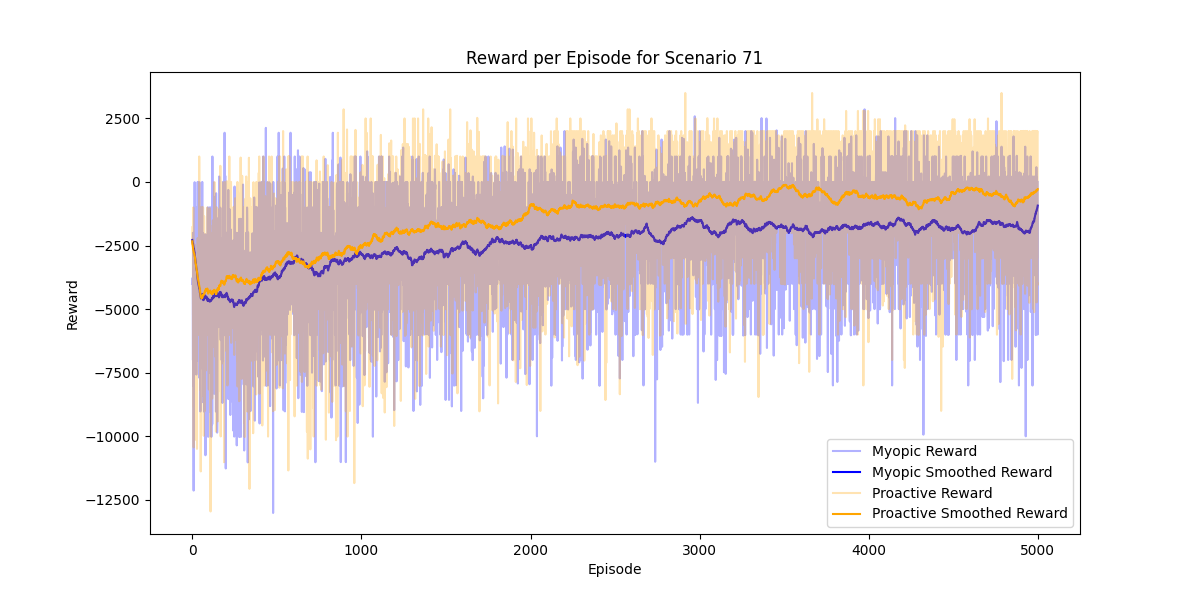 Reward per Episode for Scenario 71
2500
0
−2500
−5000
−7500
−10000
−12500
Reward
0 1000 2000 3000 4000 5000
Episode
Myopic Reward
Myopic Smoothed Reward
Proactive Reward
Proactive Smoothed Reward